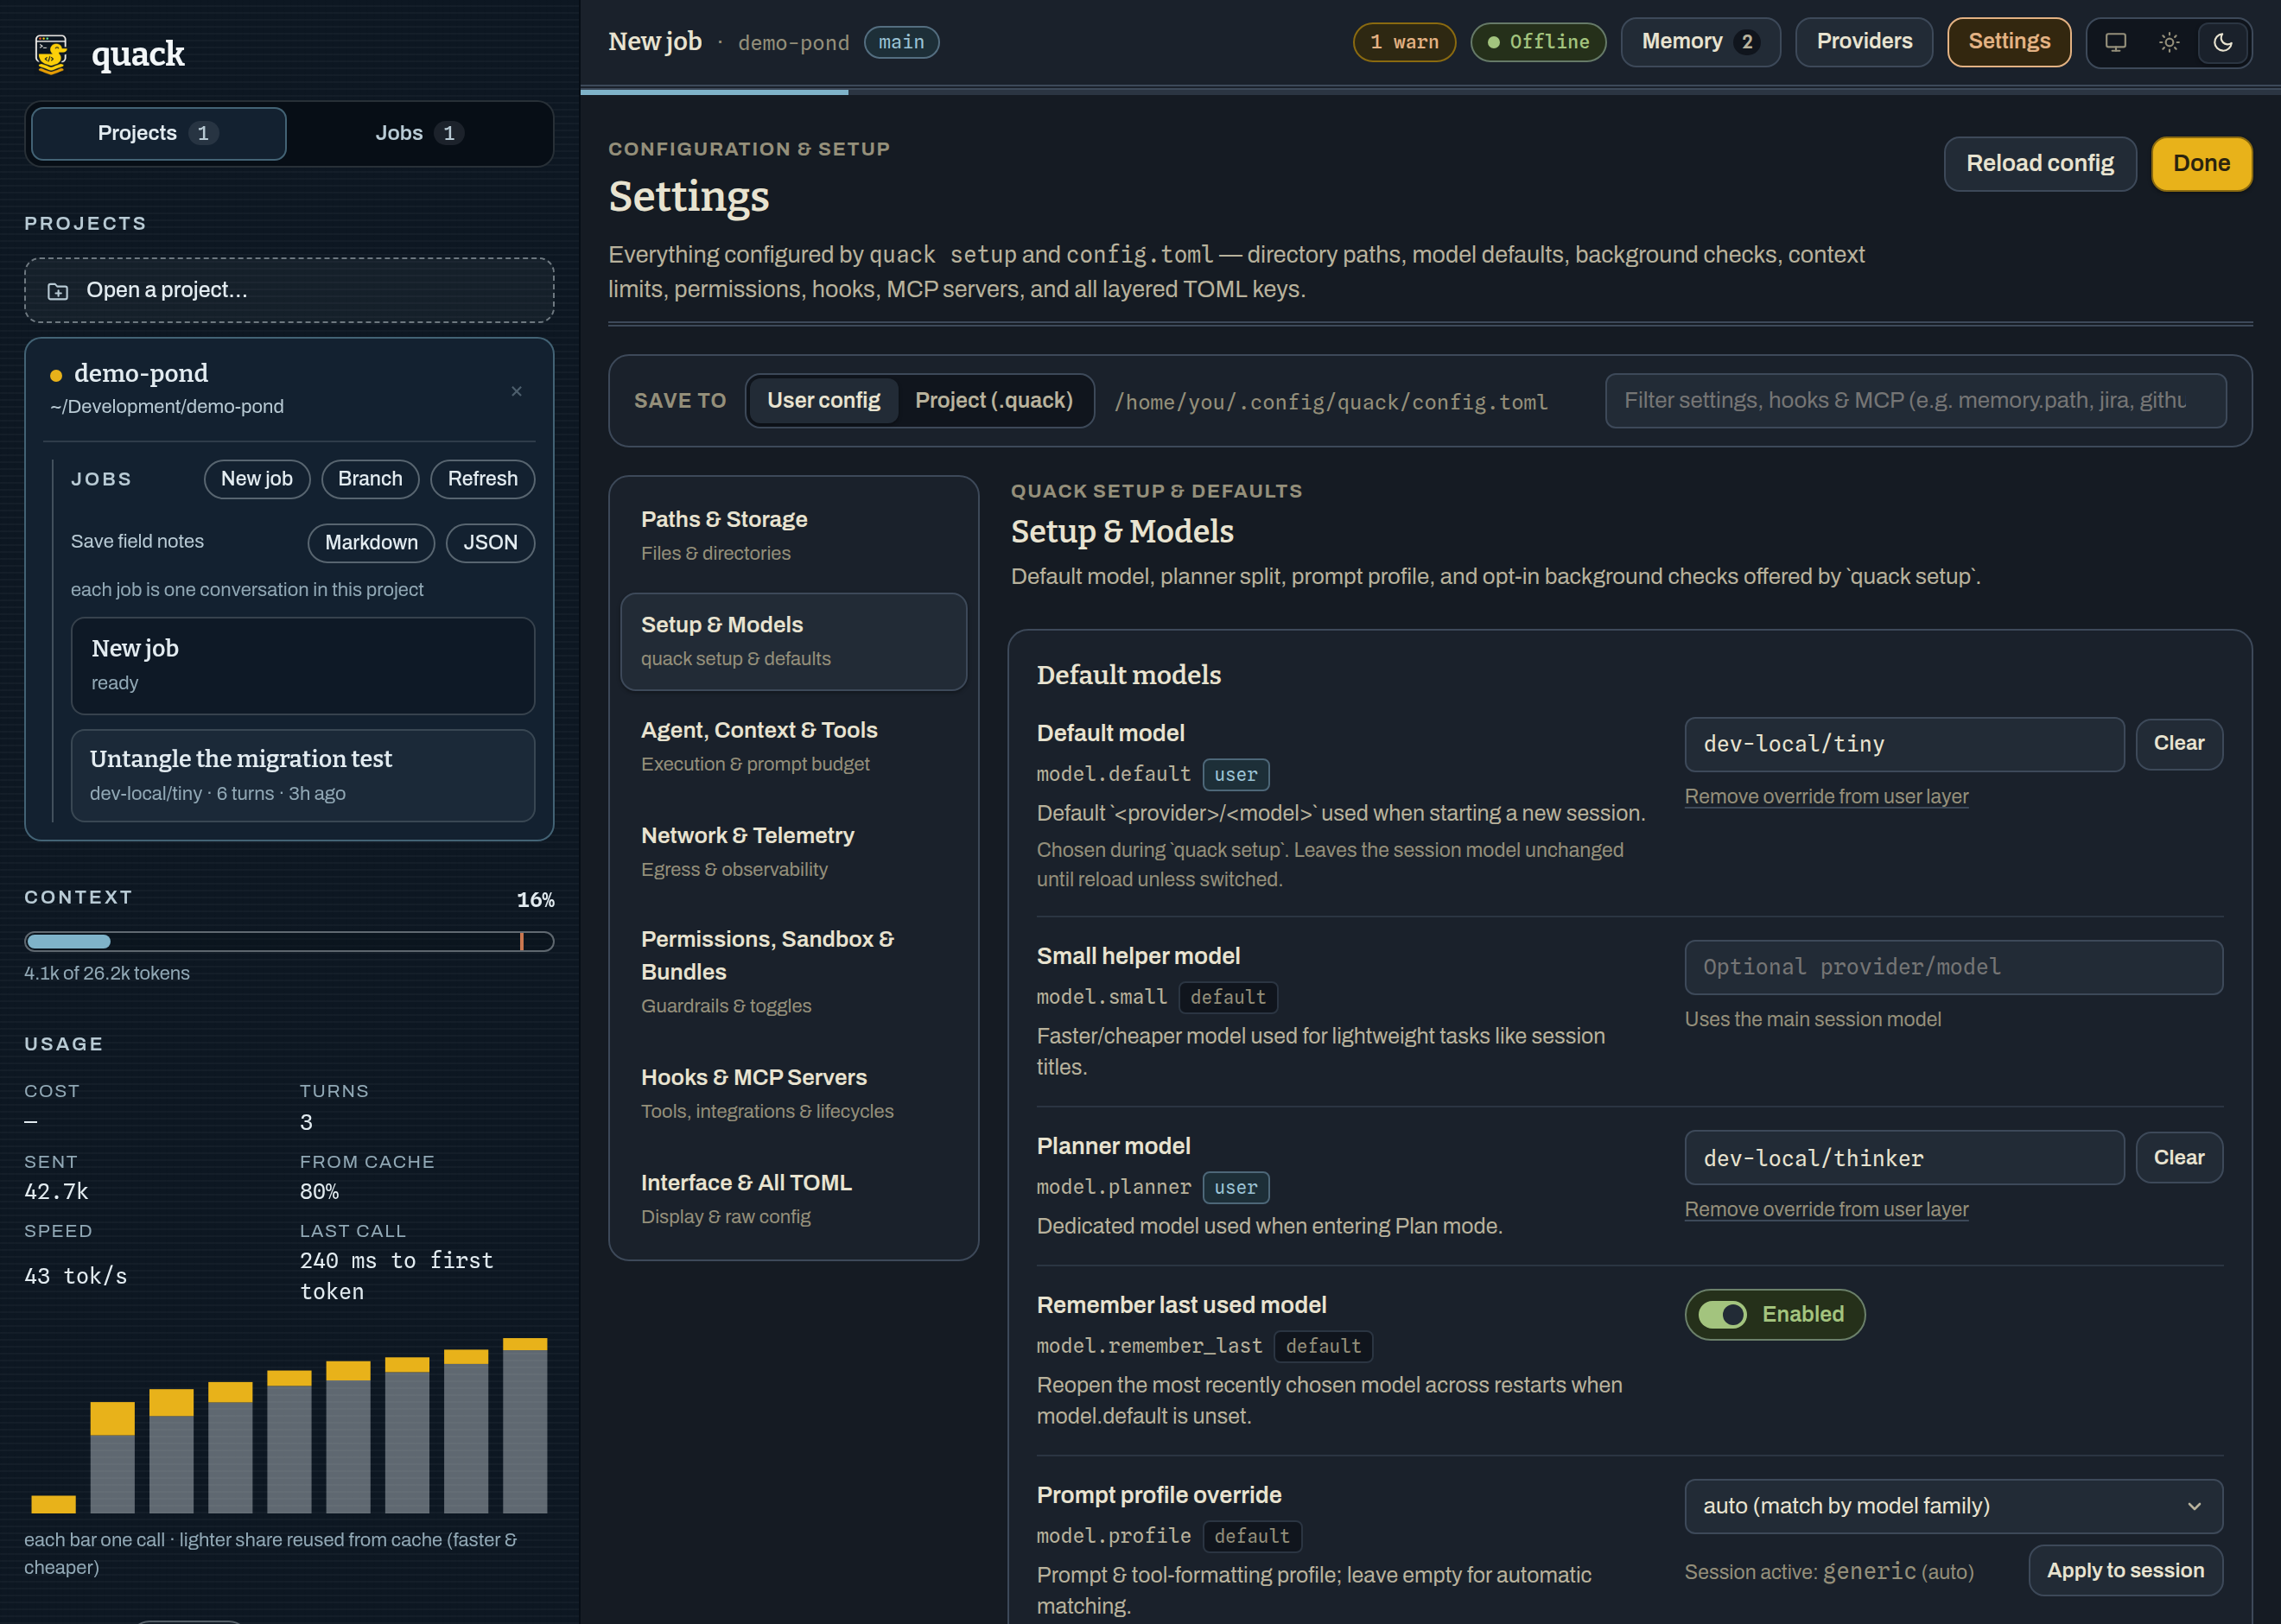 quack
Projects 1
Jobs 1
PROJECTS
Open a project…
demo-pond
~/Development/demo-pond
×
JOBS
New job
Branch
Refresh
Save field notes
Markdown
JSON
each job is one conversation in this project
New job
ready
Untangle the migration test
dev-local/tiny · 6 turns · 3h ago
CONTEXT
16%
4.1k of 26.2k tokens
USAGE
COST
—
TURNS
3
SENT
42.7k
FROM CACHE
80%
SPEED
43 tok/s
LAST CALL
240 ms to first
token
each bar one call · lighter share reused from cache (faster &
cheaper)
New job · demo-pond main
1 warn
Offline
Memory 2
Providers
Settings
CONFIGURATION & SETUP
Settings
Reload config
Done
Everything configured by quack setup and config.toml — directory paths, model defaults, background checks, context
limits, permissions, hooks, MCP servers, and all layered TOML keys.
SAVE TO
User config
Project (.quack)
/home/you/.config/quack/config.toml
Filter settings, hooks & MCP (e.g. memory.path, jira, githu
Paths & Storage
Files & directories
Setup & Models
quack setup & defaults
Agent, Context & Tools
Execution & prompt budget
Network & Telemetry
Egress & observability
Permissions, Sandbox &
Bundles
Guardrails & toggles
Hooks & MCP Servers
Tools, integrations & lifecycles
Interface & All TOML
Display & raw config
QUACK SETUP & DEFAULTS
Setup & Models
Default model, planner split, prompt profile, and opt-in background checks offered by `quack setup`.
Default models
Default model
model.default user
Default `<provider>/<model>` used when starting a new session.
Chosen during `quack setup`. Leaves the session model unchanged
until reload unless switched.
dev-local/tiny
Clear
Remove override from user layer
Small helper model
model.small default
Faster/cheaper model used for lightweight tasks like session
titles.
Optional provider/model
Uses the main session model
Planner model
model.planner user
Dedicated model used when entering Plan mode.
dev-local/thinker
Clear
Remove override from user layer
Remember last used model
model.remember_last default
Reopen the most recently chosen model across restarts when
model.default is unset.
Enabled
Prompt profile override
model.profile default
Prompt & tool-formatting profile; leave empty for automatic
matching.
auto (match by model family)
Session active: generic (auto)
Apply to session